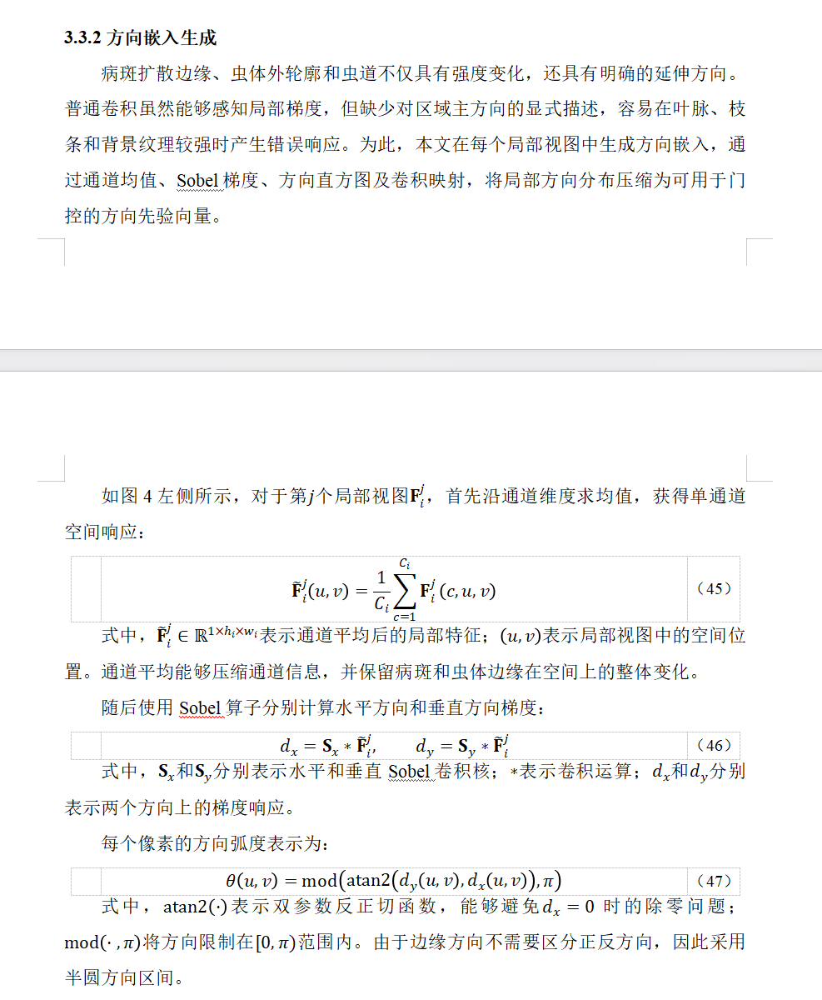 3.3.2 方向嵌入生成
病斑扩散边缘、虫体外轮廓和虫道不仅具有强度变化，还具有明确的延伸方向。
普通卷积虽然能够感知局部梯度，但缺少对区域主方向的显式描述，容易在叶脉、枝
条和背景纹理较强时产生错误响应。为此，本文在每个局部视图中生成方向嵌入，通
过通道均值、Sobel 梯度、方向直方图及卷积映射，将局部方向分布压缩为可用于门
控的方向先验向量。
如图 4 左侧所示，对于第j个局部视图𝐅ᵢʲ，首先沿通道维度求均值，获得单通道
空间响应：
F̃ᵢʲ(u, v) = 1/Cᵢ ∑_{c=1}^{Cᵢ} Fᵢʲ (c, u, v) （45）
式中，F̃ᵢʲ ∈ ℝ^{1×hᵢ×wᵢ}表示通道平均后的局部特征；(u, v)表示局部视图中的空间位
置。通道平均能够压缩通道信息，并保留病斑和虫体边缘在空间上的整体变化。
随后使用 Sobel 算子分别计算水平方向和垂直方向梯度：
dₓ = Sₓ ∗ F̃ᵢʲ, d_y = S_y ∗ F̃ᵢʲ （46）
式中，Sₓ和S_y分别表示水平和垂直 Sobel 卷积核；∗表示卷积运算；dₓ和d_y分别
表示两个方向上的梯度响应。
每个像素的方向弧度表示为：
θ(u, v) = mod(atan2(d_y(u, v), dₓ(u, v)), π) （47）
式中，atan2(·)表示双参数反正切函数，能够避免dₓ = 0 时的除零问题；
mod(· , π)将方向限制在[0, π)范围内。由于边缘方向不需要区分正反方向，因此采用
半圆方向区间。